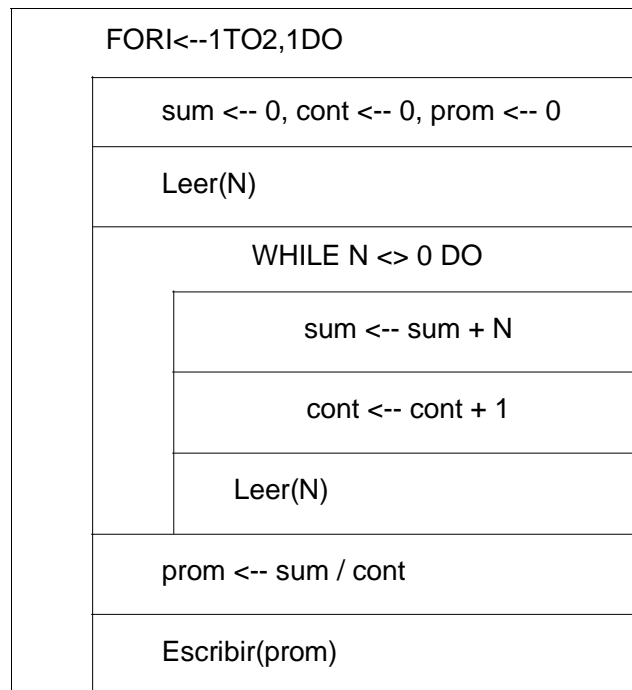 FORI<--1TO2,1DO
sum <-- 0, cont <-- 0, prom <-- 0
Leer(N)
WHILE N <> 0 DO
sum <-- sum + N
cont <-- cont + 1
Leer(N)
prom <-- sum / cont
Escribir(prom)